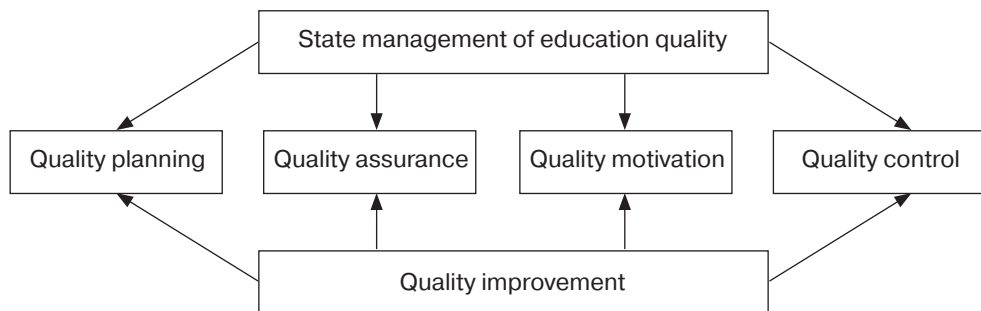 State management of education quality
Quality planning
Quality assurance
Quality motivation
Quality control
Quality improvement